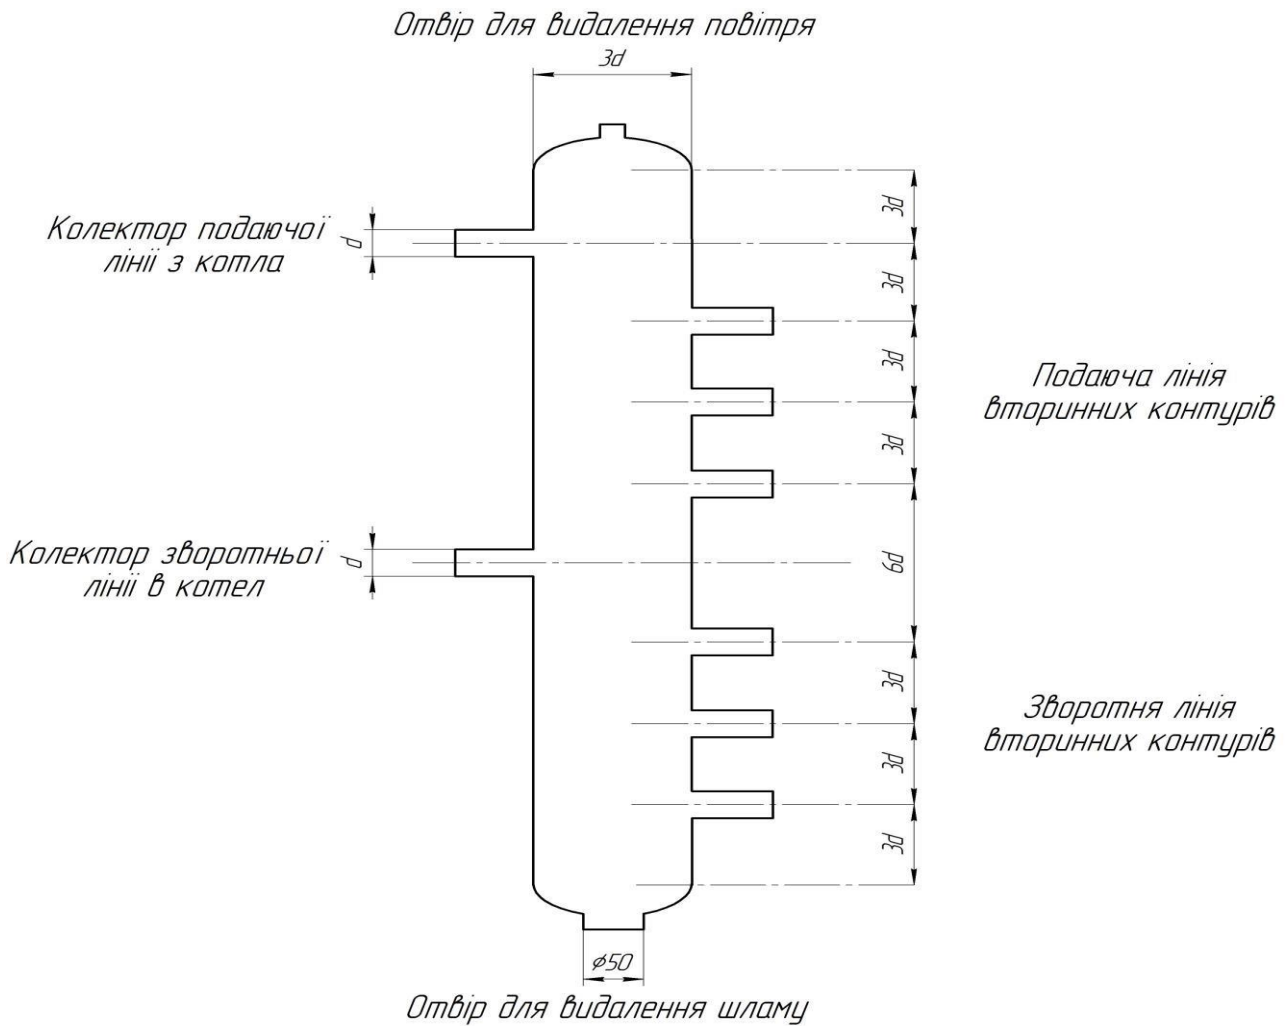 Отвір для видалення повітря
3d
3d
Колектор подаючої
лінії з котла
d
3d
3d
Подаюча лінія
вторинних контурів
3d
Колектор зворотньої
лінії в котел
d
6d
3d
Зворотня лінія
вторинних контурів
3d
3d
⌀50
Отвір для видалення шламу